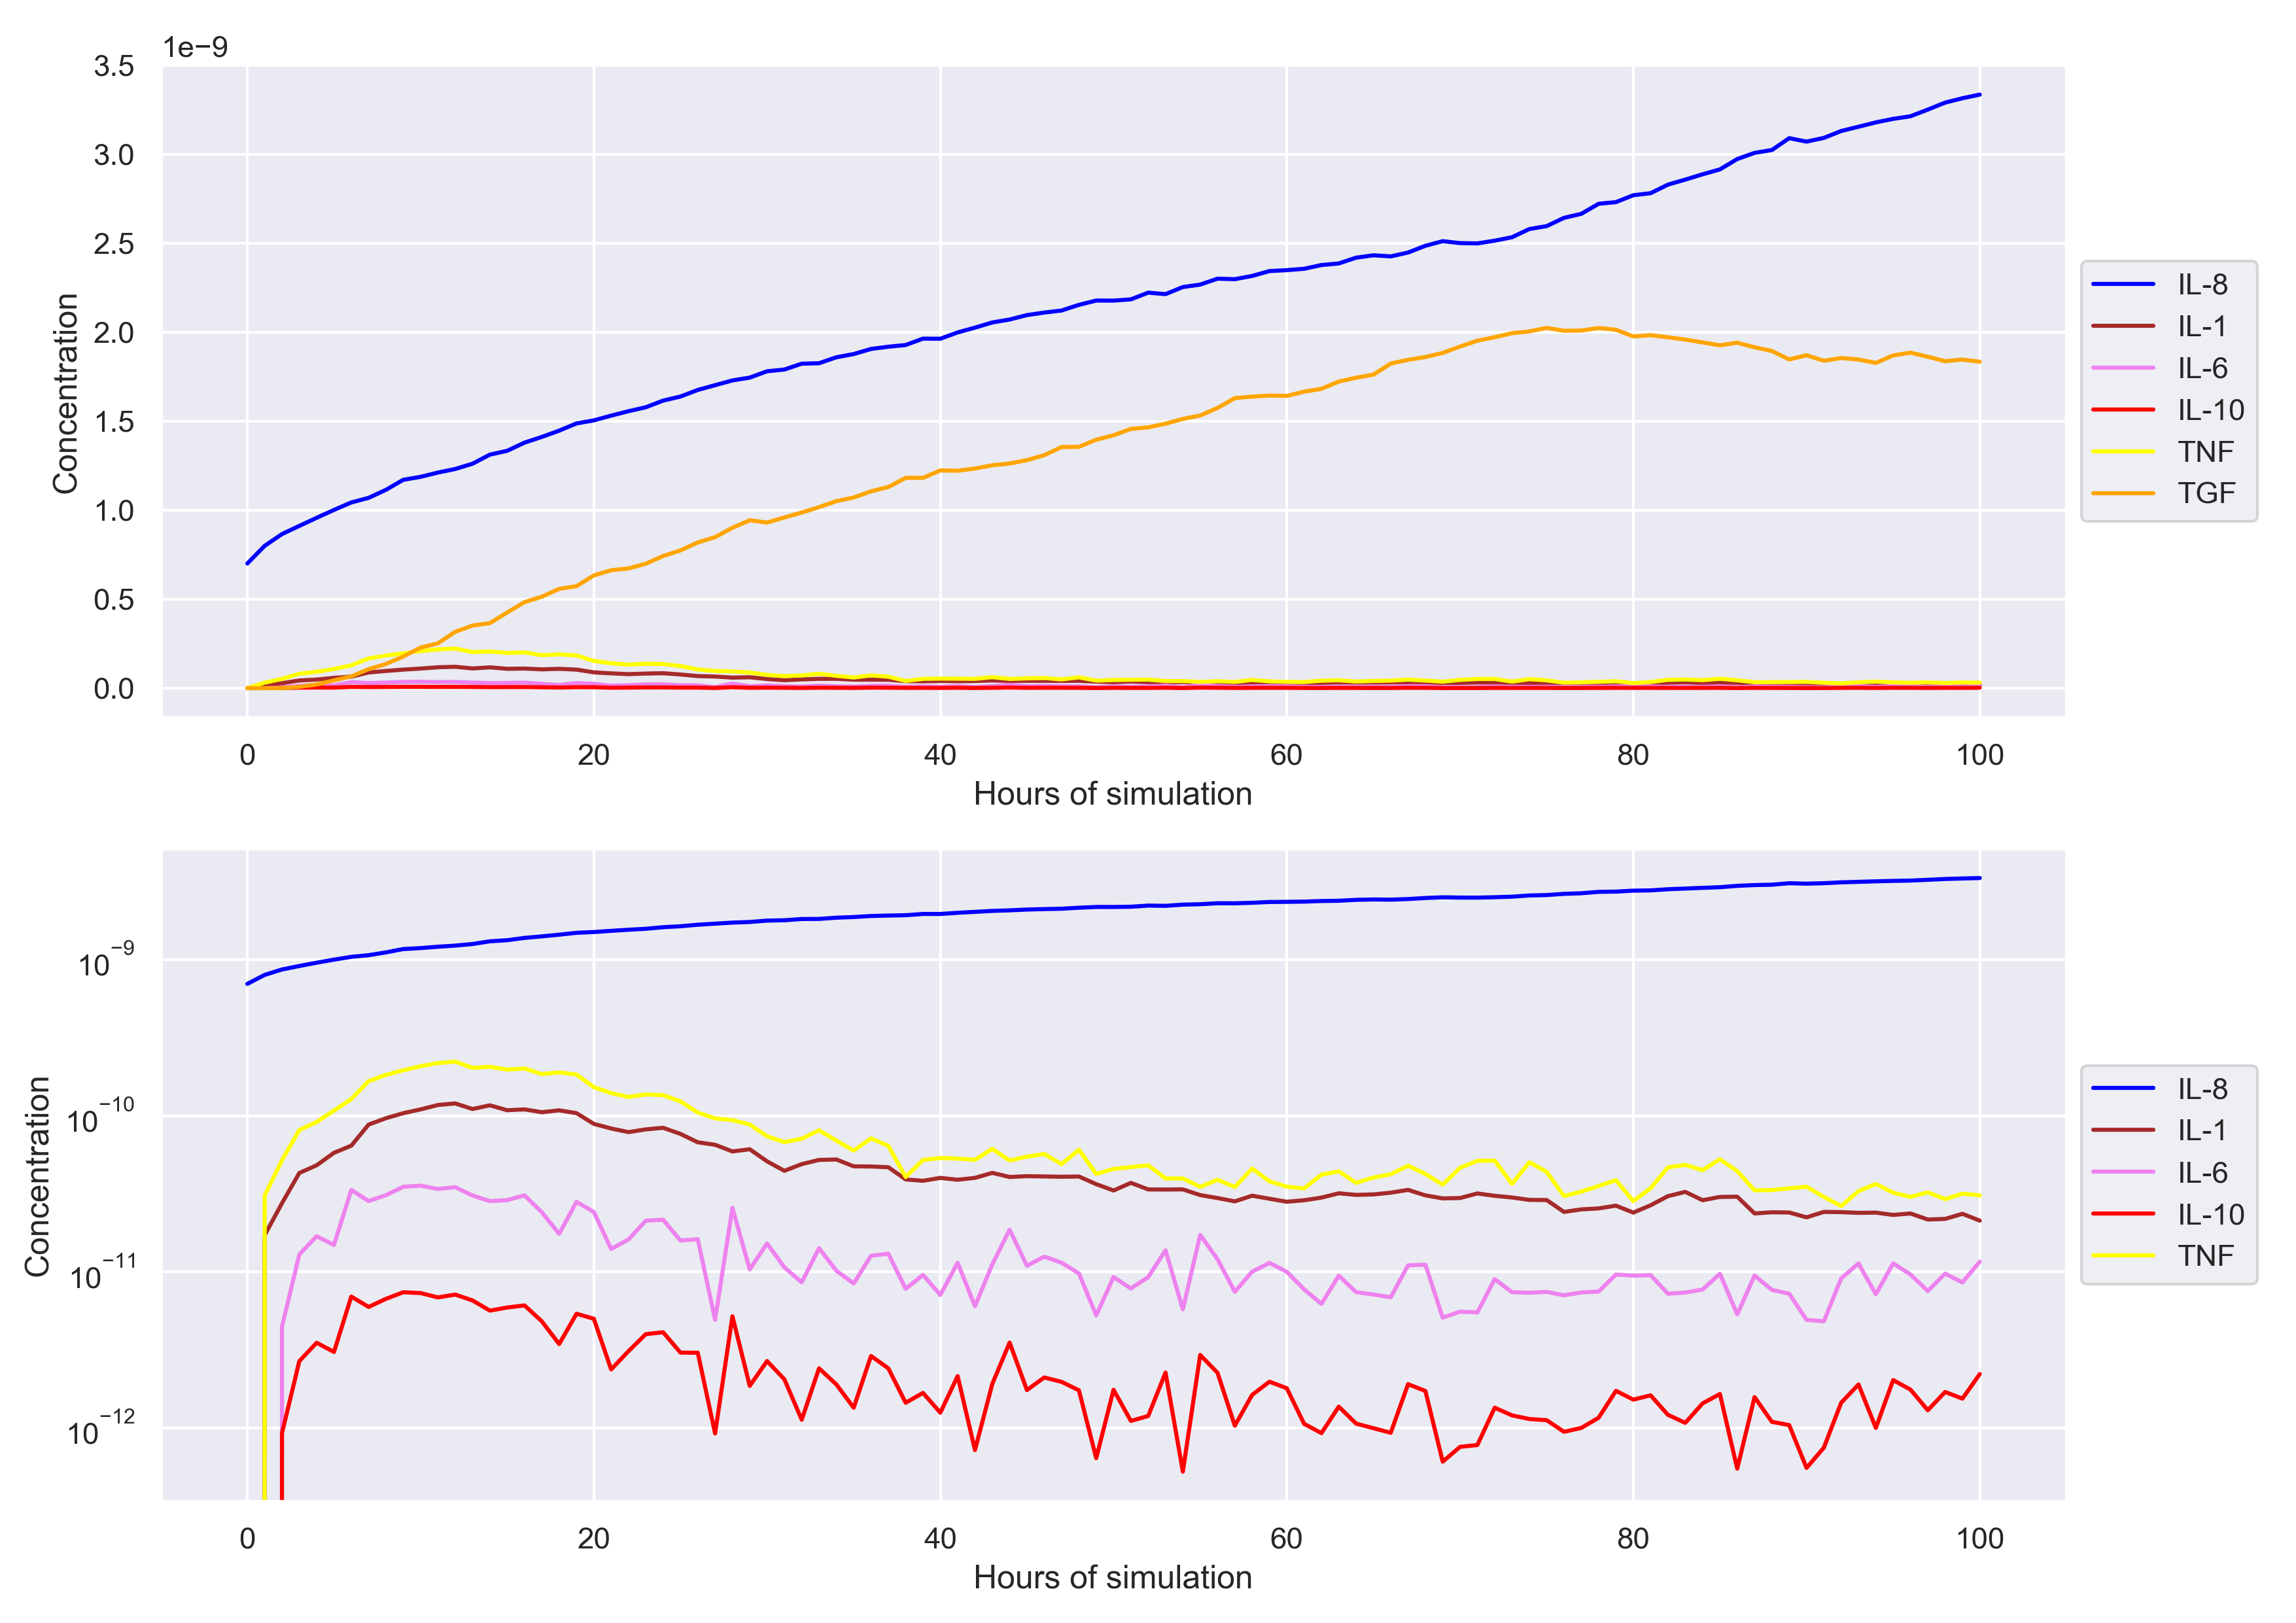 1e−9
3.5
3.0
2.5
2.0
1.5
1.0
0.5
0.0
Concentration
0 20 40 60 80 100
Hours of simulation
IL-8
IL-1
IL-6
IL-10
TNF
TGF
10−9
10−10
10−11
10−12
Concentration
0 20 40 60 80 100
Hours of simulation
IL-8
IL-1
IL-6
IL-10
TNF